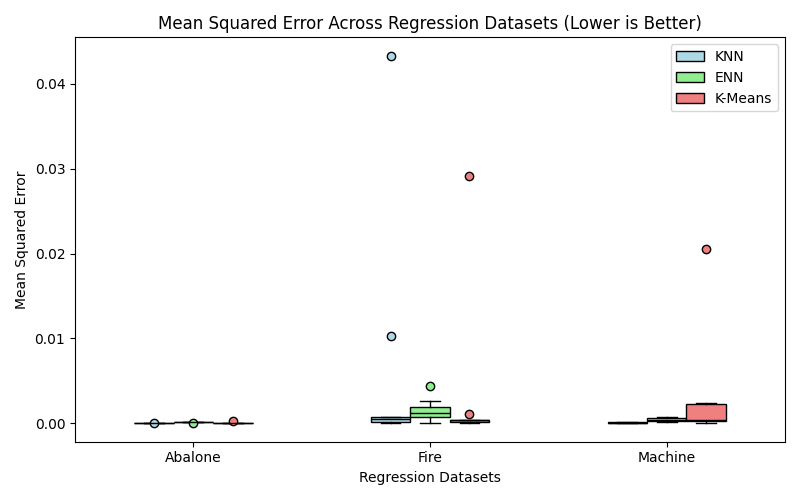 Mean Squared Error Across Regression Datasets (Lower is Better)
KNN
ENN
K-Means
0.04
0.03
0.02
0.01
0.00
Mean Squared Error
Abalone Fire Machine
Regression Datasets